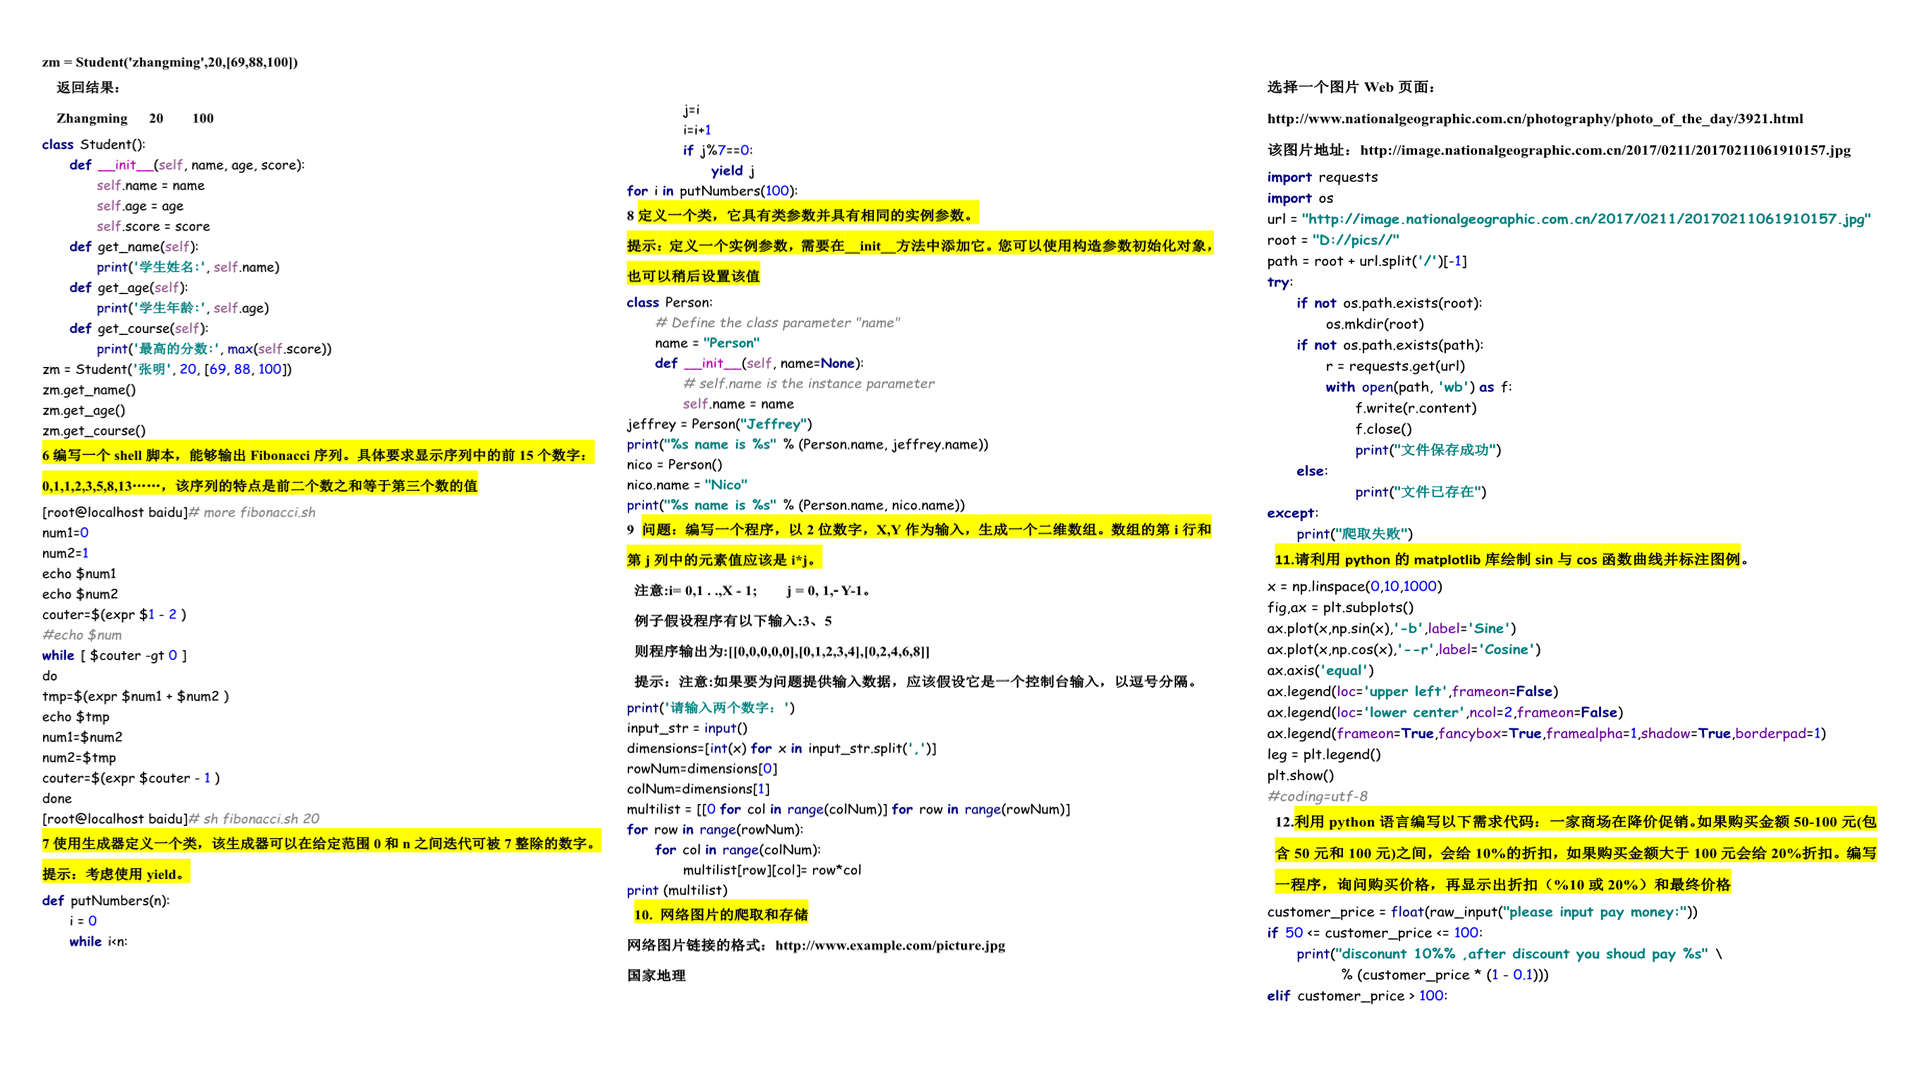 zm = Student('zhangming',20,[69,88,100])
返回结果：
Zhangming 20 100
class Student():
def __init__(self, name, age, score):
self.name = name
self.age = age
self.score = score
def get_name(self):
print('学生姓名:', self.name)
def get_age(self):
print('学生年龄:', self.age)
def get_course(self):
print('最高的分数:', max(self.score))
zm = Student('张明', 20, [69, 88, 100])
zm.get_name()
zm.get_age()
zm.get_course()
6 编写一个 shell 脚本，能够输出 Fibonacci 序列。具体要求显示序列中的前 15 个数字：
0,1,1,2,3,5,8,13……，该序列的特点是前二个数之和等于第三个数的值
[root@localhost baidu]# more fibonacci.sh
num1=0
num2=1
echo $num1
echo $num2
couter=$(expr $1 - 2 )
#echo $num
while [ $couter -gt 0 ]
do
tmp=$(expr $num1 + $num2 )
echo $tmp
num1=$num2
num2=$tmp
couter=$(expr $couter - 1 )
done
[root@localhost baidu]# sh fibonacci.sh 20
7 使用生成器定义一个类，该生成器可以在给定范围 0 和 n 之间迭代可被 7 整除的数字。
提示：考虑使用 yield。
def putNumbers(n):
i = 0
while i<n:
j=i
i=i+1
if j%7==0:
yield j
for i in putNumbers(100):
8 定义一个类，它具有类参数并具有相同的实例参数。
提示：定义一个实例参数，需要在__init__方法中添加它。您可以使用构造参数初始化对象，
也可以稍后设置该值
class Person:
# Define the class parameter "name"
name = "Person"
def __init__(self, name=None):
# self.name is the instance parameter
self.name = name
jeffrey = Person("Jeffrey")
print("%s name is %s" % (Person.name, jeffrey.name))
nico = Person()
nico.name = "Nico"
print("%s name is %s" % (Person.name, nico.name))
9 问题：编写一个程序，以 2 位数字，X,Y 作为输入，生成一个二维数组。数组的第 i 行和
第 j 列中的元素值应该是 i*j。
注意:i= 0,1 . .,X - 1; j = 0, 1,- Y-1。
例子假设程序有以下输入:3、5
则程序输出为:[[0,0,0,0,0],[0,1,2,3,4],[0,2,4,6,8]]
提示：注意:如果要为问题提供输入数据，应该假设它是一个控制台输入，以逗号分隔。
print('请输入两个数字：')
input_str = input()
dimensions=[int(x) for x in input_str.split(',')]
rowNum=dimensions[0]
colNum=dimensions[1]
multilist = [[0 for col in range(colNum)] for row in range(rowNum)]
for row in range(rowNum):
for col in range(colNum):
multilist[row][col]= row*col
print (multilist)
10. 网络图片的爬取和存储
网络图片链接的格式：http://www.example.com/picture.jpg
国家地理
选择一个图片 Web 页面：
http://www.nationalgeographic.com.cn/photography/photo_of_the_day/3921.html
该图片地址：http://image.nationalgeographic.com.cn/2017/0211/20170211061910157.jpg
import requests
import os
url = "http://image.nationalgeographic.com.cn/2017/0211/20170211061910157.jpg"
root = "D://pics//"
path = root + url.split('/')[-1]
try:
if not os.path.exists(root):
os.mkdir(root)
if not os.path.exists(path):
r = requests.get(url)
with open(path, 'wb') as f:
f.write(r.content)
f.close()
print("文件保存成功")
else:
print("文件已存在")
except:
print("爬取失败")
11.请利用 python 的 matplotlib 库绘制 sin 与 cos 函数曲线并标注图例。
x = np.linspace(0,10,1000)
fig,ax = plt.subplots()
ax.plot(x,np.sin(x),'-b',label='Sine')
ax.plot(x,np.cos(x),'--r',label='Cosine')
ax.axis('equal')
ax.legend(loc='upper left',frameon=False)
ax.legend(loc='lower center',ncol=2,frameon=False)
ax.legend(frameon=True,fancybox=True,framealpha=1,shadow=True,borderpad=1)
leg = plt.legend()
plt.show()
#coding=utf-8
12.利用 python 语言编写以下需求代码：一家商场在降价促销。如果购买金额 50-100 元(包
含 50 元和 100 元)之间，会给 10%的折扣，如果购买金额大于 100 元会给 20%折扣。编写
一程序，询问购买价格，再显示出折扣（%10 或 20%）和最终价格
customer_price = float(raw_input("please input pay money:"))
if 50 <= customer_price <= 100:
print("disconunt 10%% ,after discount you shoud pay %s" \
% (customer_price * (1 - 0.1)))
elif customer_price > 100: